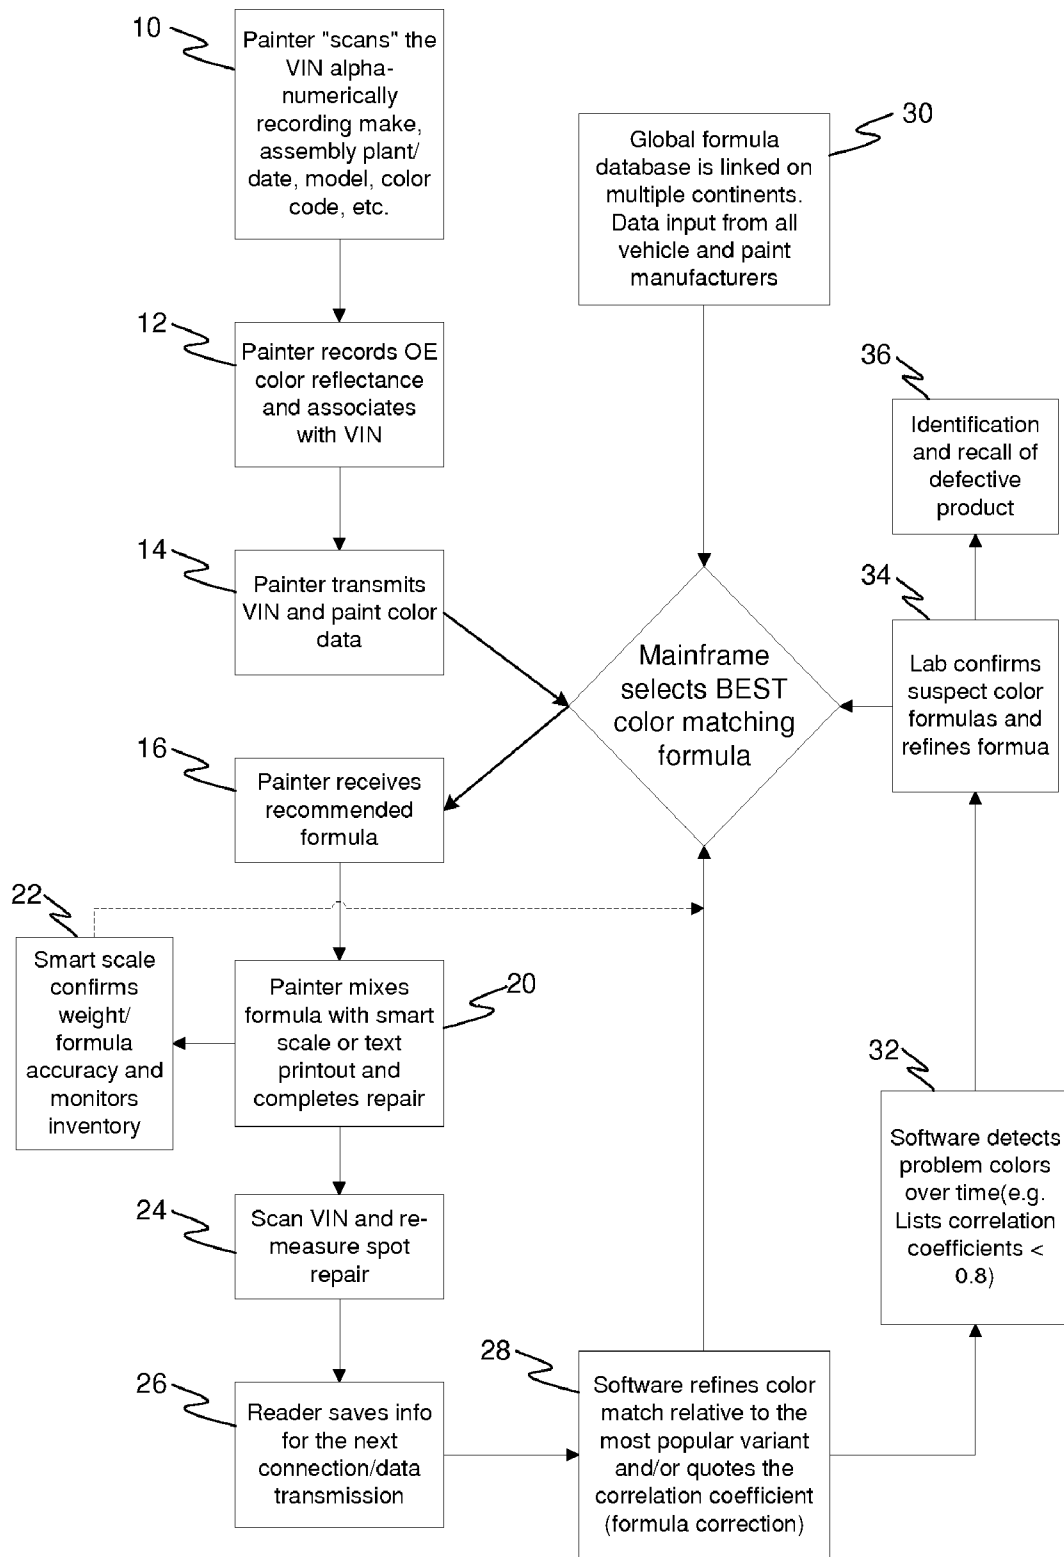 10
Painter "scans" the
VIN alpha-
numerically
recording make,
assembly plant/
date, model, color
code, etc.
30
Global formula
database is linked on
multiple continents.
Data input from all
vehicle and paint
manufacturers
12
Painter records OE
color reflectance
and associates
with VIN
36
Identification
and recall of
defective
product
14
Painter transmits
VIN and paint color
data
Mainframe
selects BEST
color matching
formula
34
Lab confirms
suspect color
formulas and
refines formua
16
Painter receives
recommended
formula
22
Smart scale
confirms
weight/
formula
accuracy and
monitors
inventory
20
Painter mixes
formula with smart
scale or text
printout and
completes repair
32
Software detects
problem colors
over time(e.g.
Lists correlation
coefficients <
0.8)
24
Scan VIN and re-
measure spot
repair
26
Reader saves info
for the next
connection/data
transmission
28
Software refines color
match relative to the
most popular variant
and/or quotes the
correlation coefficient
(formula correction)